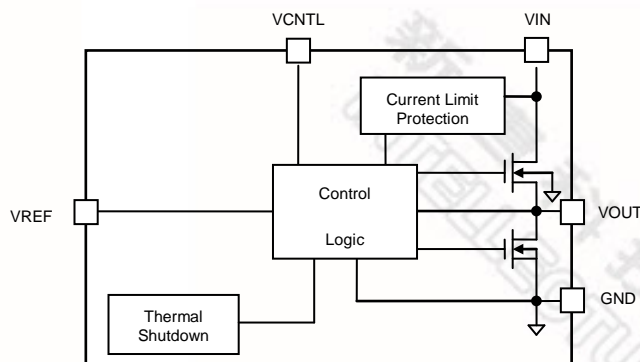 VCNTL
VIN
Current Limit
Protection
Control
Logic
VREF
VOUT
GND
Thermal
Shutdown